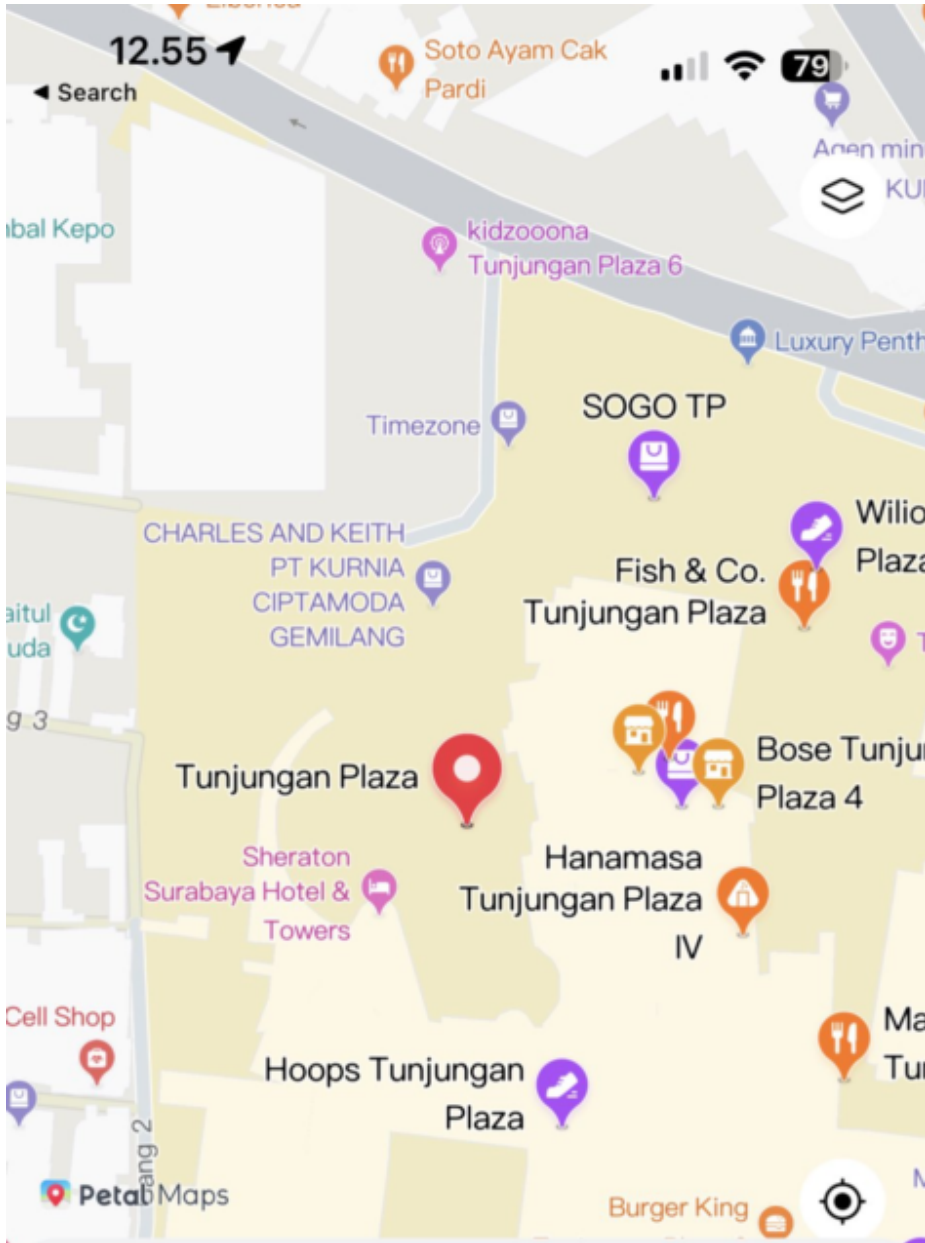 12.55
79
Search
Soto Ayam Cak
Pardi
Agen min
KU
bal Kepo
kidzooona
Tunjungan Plaza 6
Luxury Penth
SOGO TP
Timezone
Wilio
Plaza
CHARLES AND KEITH
PT KURNIA
CIPTAMODA
GEMILANG
Fish & Co.
Tunjungan Plaza
aitul
uda
T
g 3
Tunjungan Plaza
Bose Tunju
Plaza 4
Sheraton
Surabaya Hotel &
Towers
Hanamasa
Tunjungan Plaza
IV
Cell Shop
Ma
Tu
Hoops Tunjungan
Plaza
ang 2
Petal Maps
Burger King